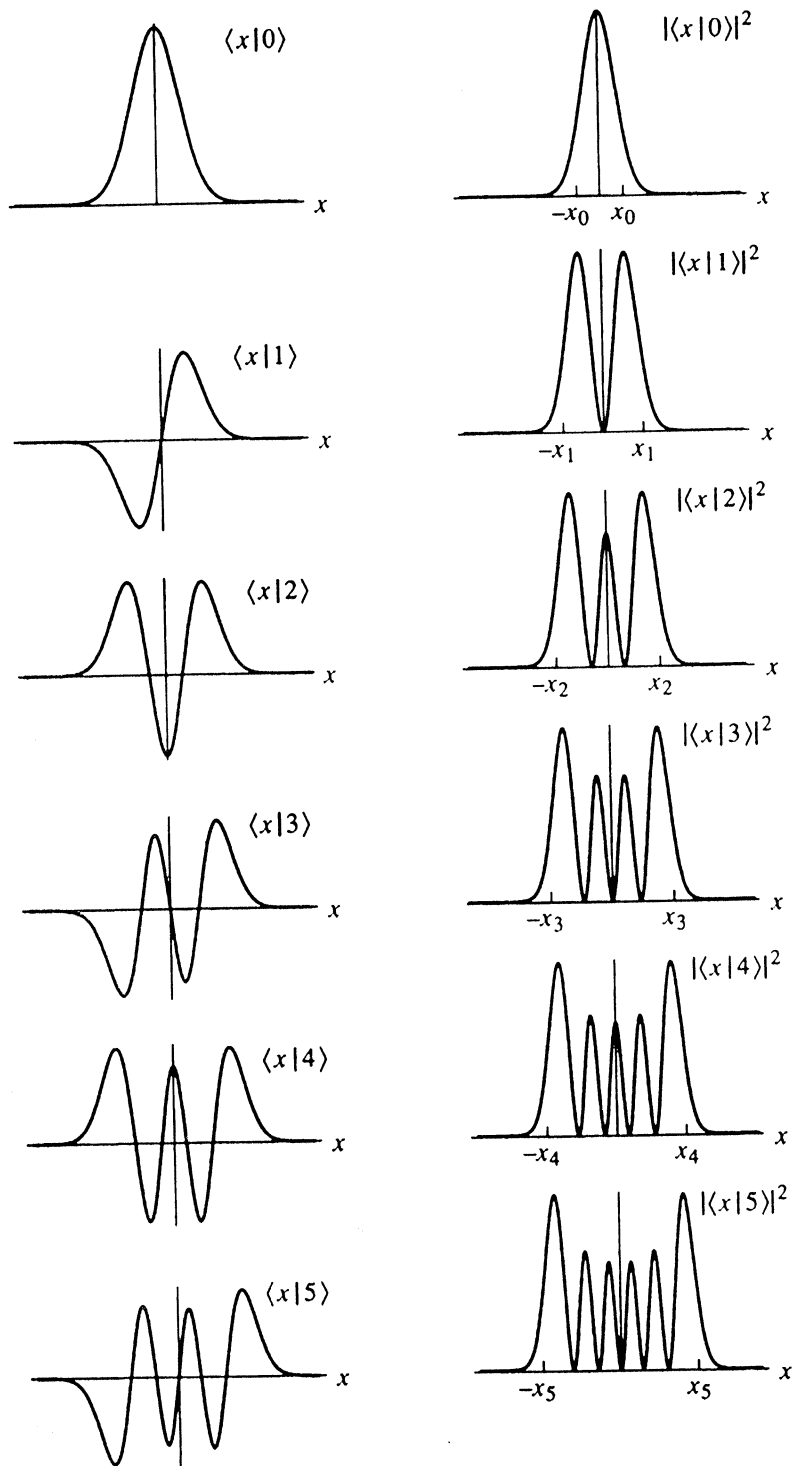 ⟨x|0⟩
|⟨x|0⟩|²
x
x
−x₀ x₀
|⟨x|1⟩|²
⟨x|1⟩
x
x
−x₁ x₁
|⟨x|2⟩|²
⟨x|2⟩
x
x
−x₂ x₂
|⟨x|3⟩|²
⟨x|3⟩
x
x
−x₃ x₃
|⟨x|4⟩|²
⟨x|4⟩
x
x
−x₄ x₄
|⟨x|5⟩|²
⟨x|5⟩
x
x
−x₅ x₅